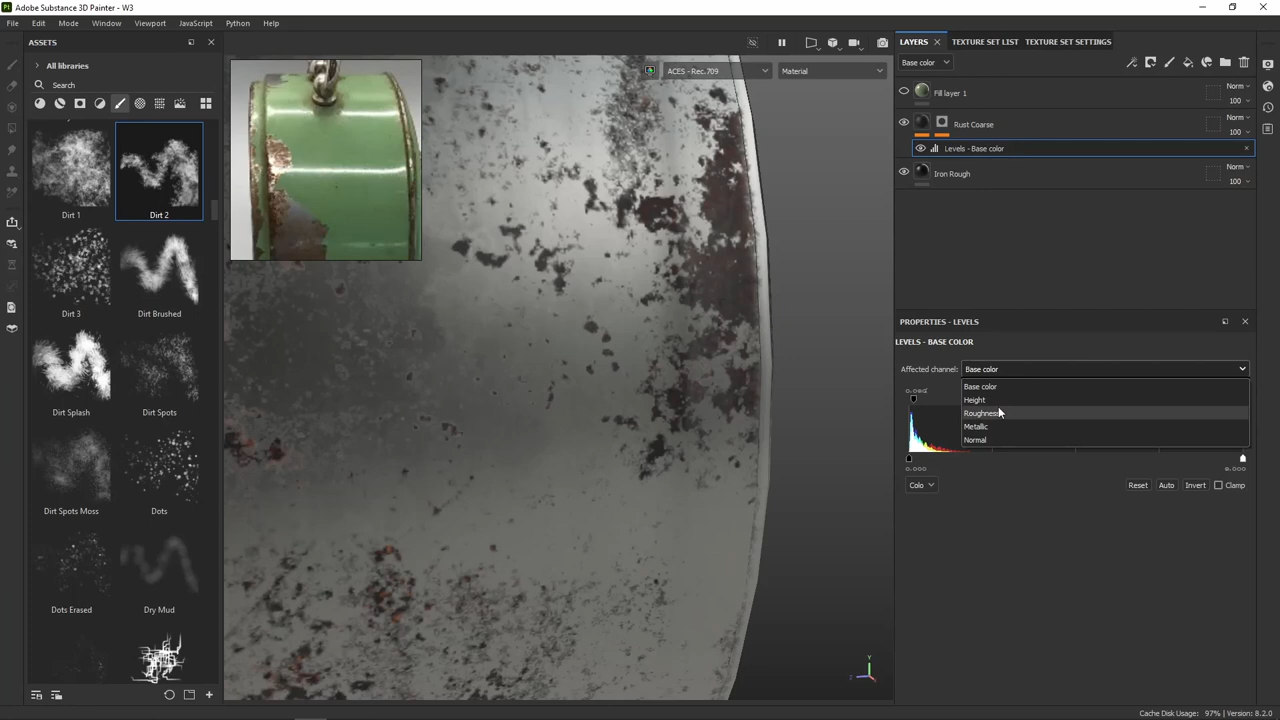 Adobe Substance 3D Painter - W3
File Edit Mode Window Viewport JavaScript Python Help
ASSETS
All libraries
Search
Dirt 1
Dirt 2
Dirt 3
Dirt Brushed
Dirt Splash
Dirt Spots
Dirt Spots Moss
Dots
Dots Erased
Dry Mud
ACES - Rec.709
Material
Y
LAYERS
TEXTURE SET LIST
TEXTURE SET SETTINGS
Base color
Fill layer 1
Norm
100
Rust Coarse
Norm
100
Levels - Base color
Iron Rough
Norm
100
PROPERTIES - LEVELS
LEVELS - BASE COLOR
Affected channel:
Base color
Base color
Height
Roughness
Metallic
Normal
0.000
Colo
Reset
Auto
Invert
Clamp
Cache Disk Usage: 97% | Version: 8.2.0